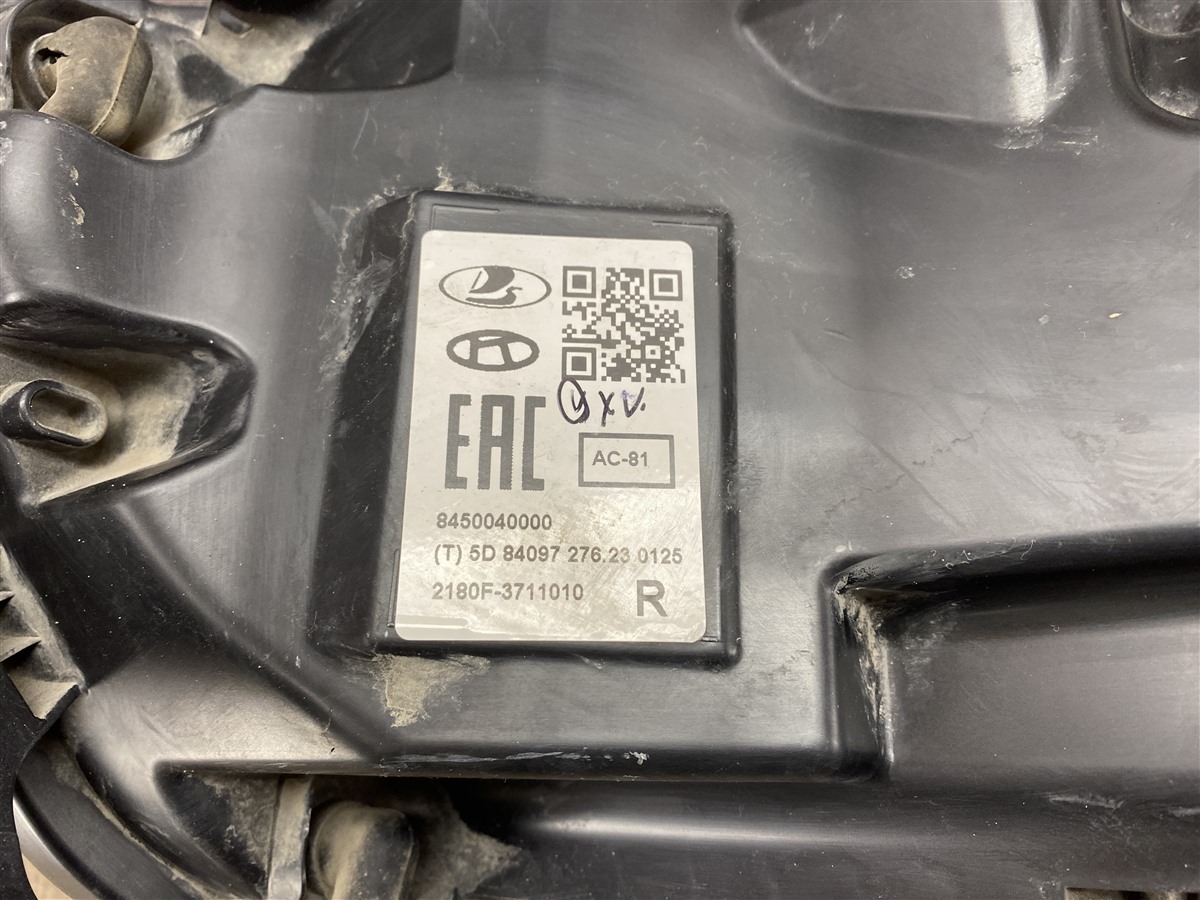 EAC
AC-81
8450040000
(T) 5D 84097 276.23 0125
2180F-3711010 R